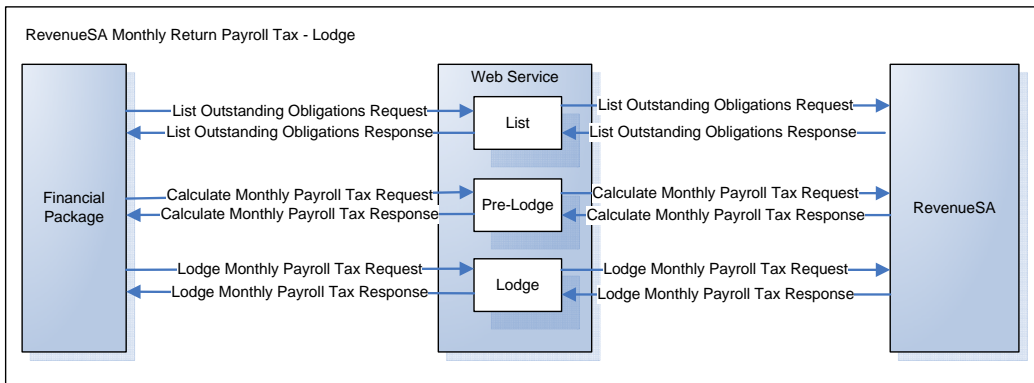 RevenueSA Monthly Return Payroll Tax - Lodge
Web Service
List Outstanding Obligations Request
List
List Outstanding Obligations Request
List Outstanding Obligations Response
List Outstanding Obligations Response
Financial
Package
Calculate Monthly Payroll Tax Request
Pre-Lodge
Calculate Monthly Payroll Tax Request
Calculate Monthly Payroll Tax Response
Calculate Monthly Payroll Tax Response
RevenueSA
Lodge Monthly Payroll Tax Request
Lodge
Lodge Monthly Payroll Tax Request
Lodge Monthly Payroll Tax Response
Lodge Monthly Payroll Tax Response